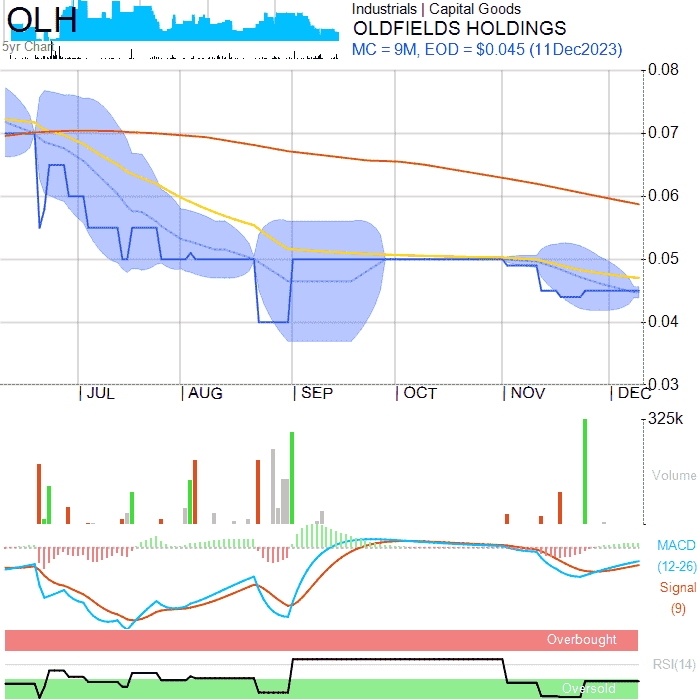 OLH
5yr Chart
Industrials | Capital Goods
OLDFIELDS HOLDINGS
MC = 9M, EOD = $0.045 (11Dec2023)
0.08
0.07
0.06
0.05
0.04
0.03
JUL AUG SEP OCT NOV DEC
325k
Volume
MACD
(12-26)
Signal
(9)
Overbought
RSI(14)
Oversold